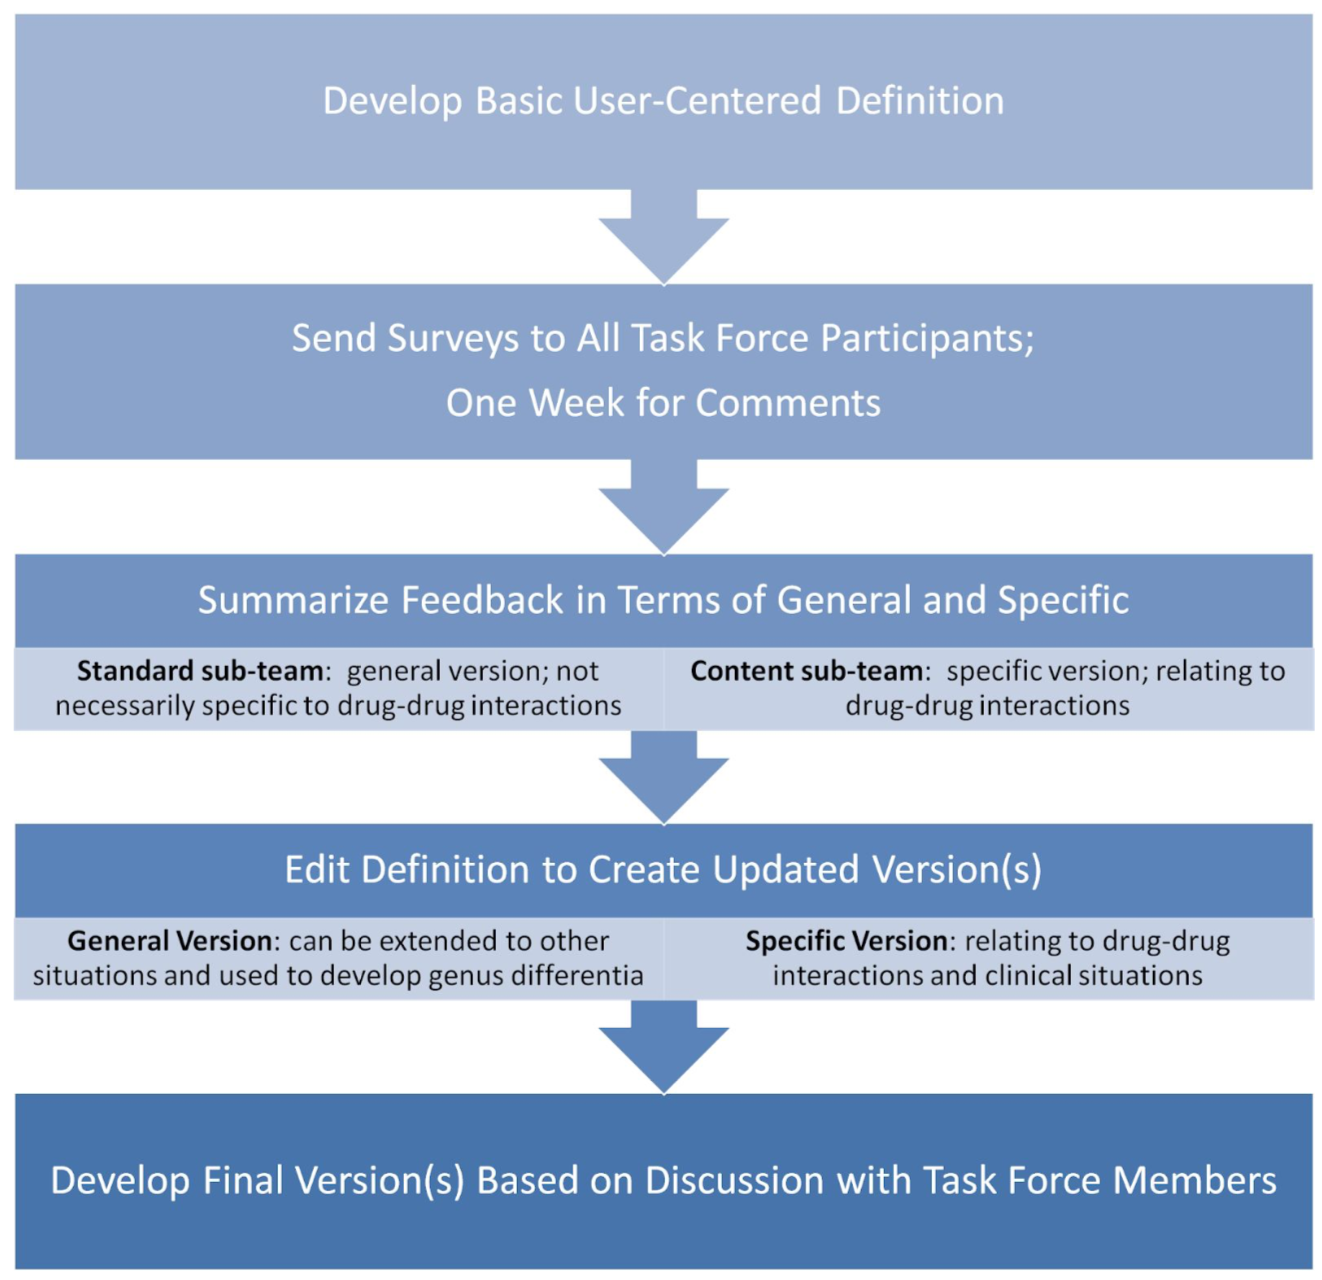 Develop Basic User-Centered Definition
Send Surveys to All Task Force Participants;
One Week for Comments
Summarize Feedback in Terms of General and Specific
Standard sub-team:  general version; not
necessarily specific to drug-drug interactions
Content sub-team:  specific version; relating to
drug-drug interactions
Edit Definition to Create Updated Version(s)
General Version: can be extended to other
situations and used to develop genus differentia
Specific Version: relating to drug-drug
interactions and clinical situations
Develop Final Version(s) Based on Discussion with Task Force Members